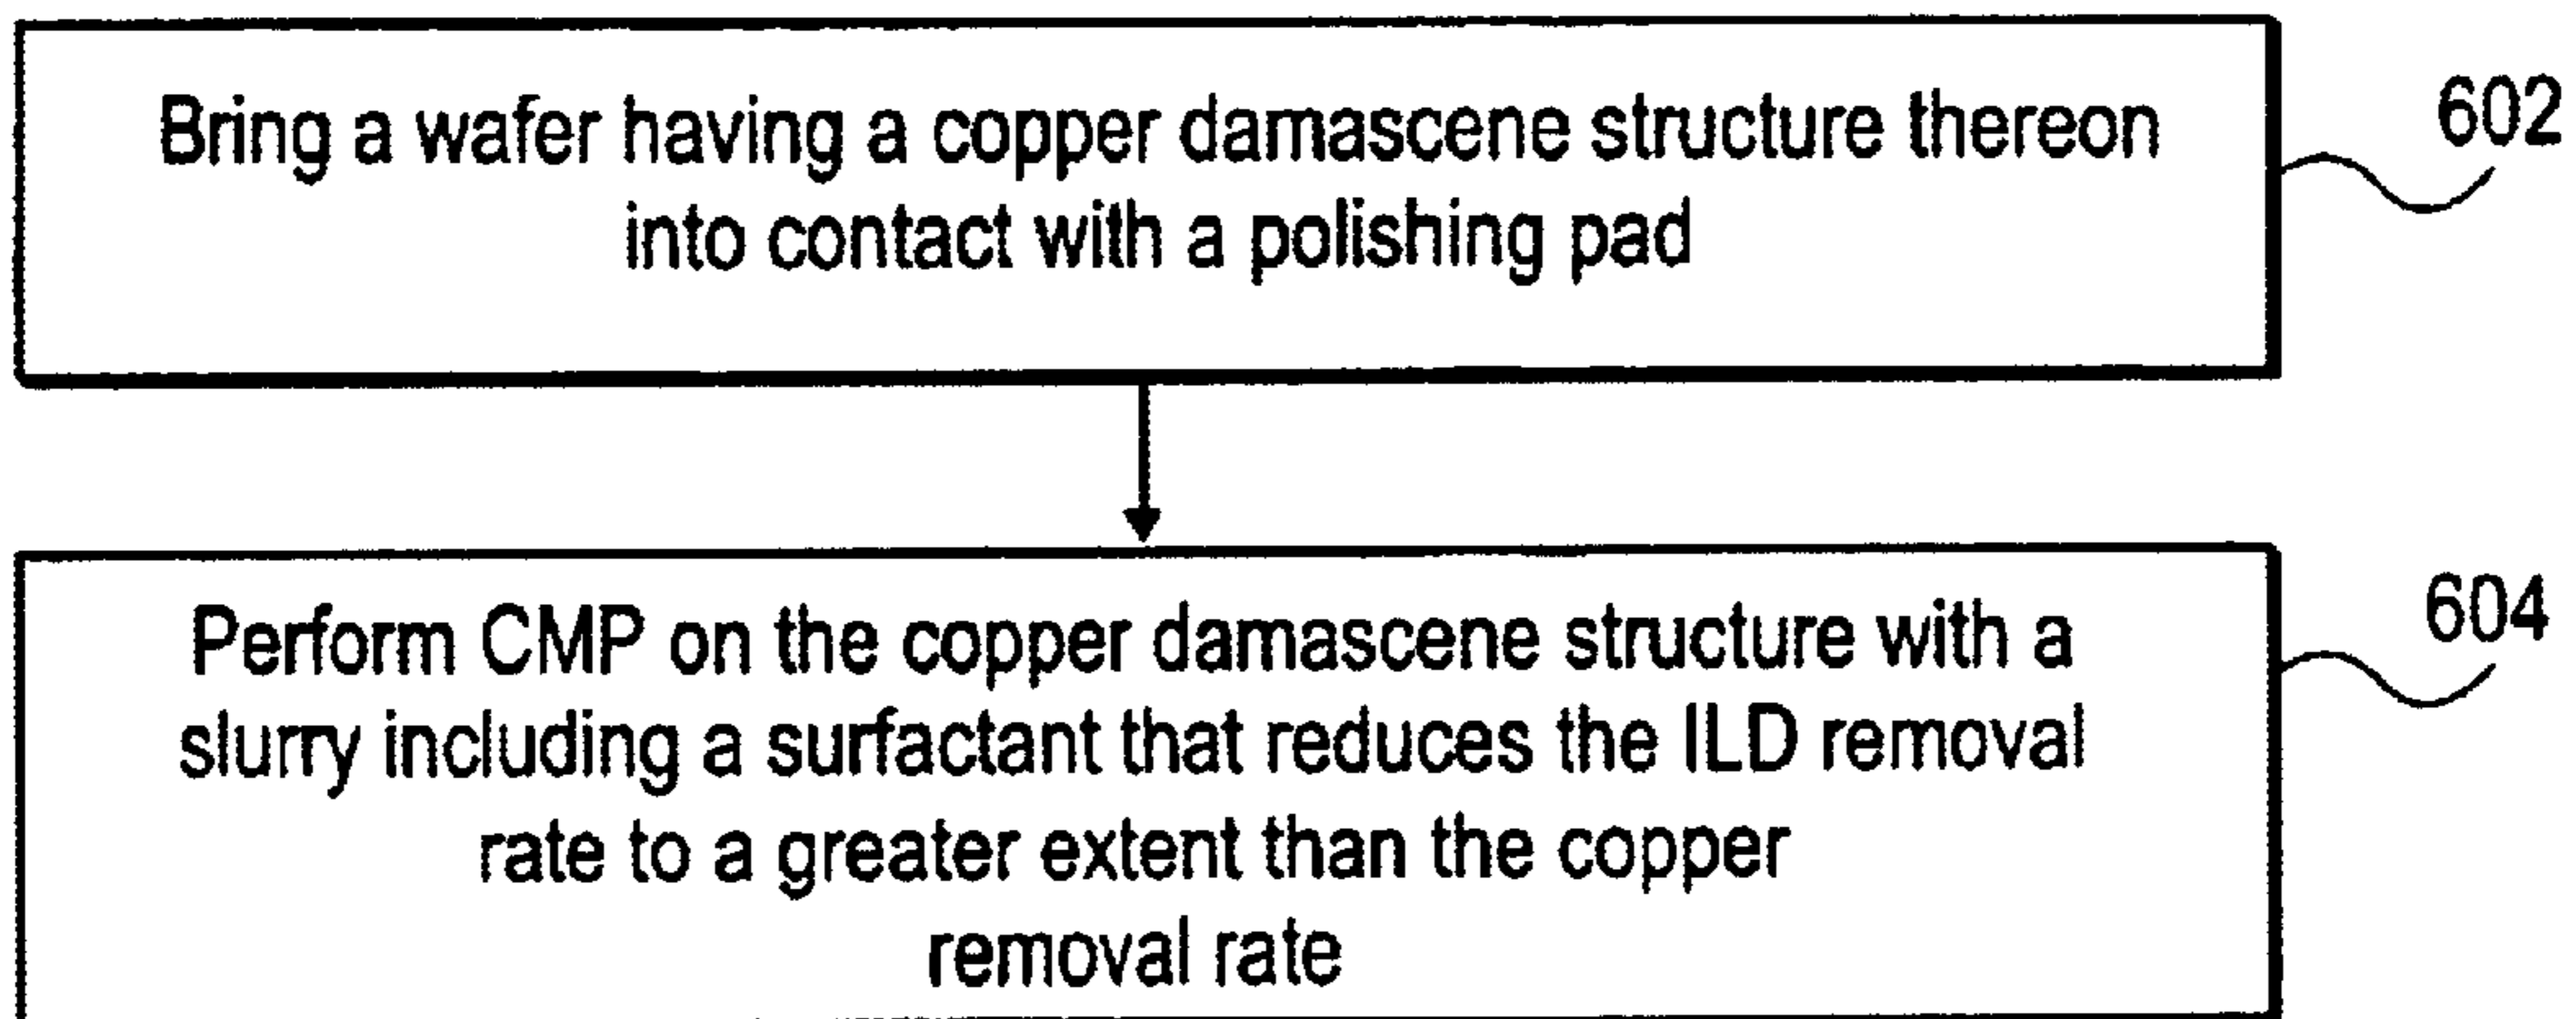 Bring a wafer having a copper damascene structure thereon
into contact with a polishing pad
602
Perform CMP on the copper damascene structure with a
slurry including a surfactant that reduces the ILD removal
rate to a greater extent than the copper
removal rate
604